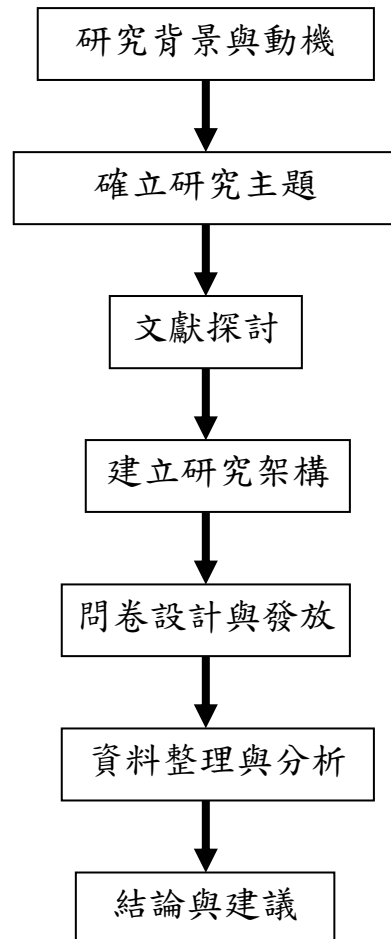 研究背景與動機
確立研究主題
文獻探討
建立研究架構
問卷設計與發放
資料整理與分析
結論與建議